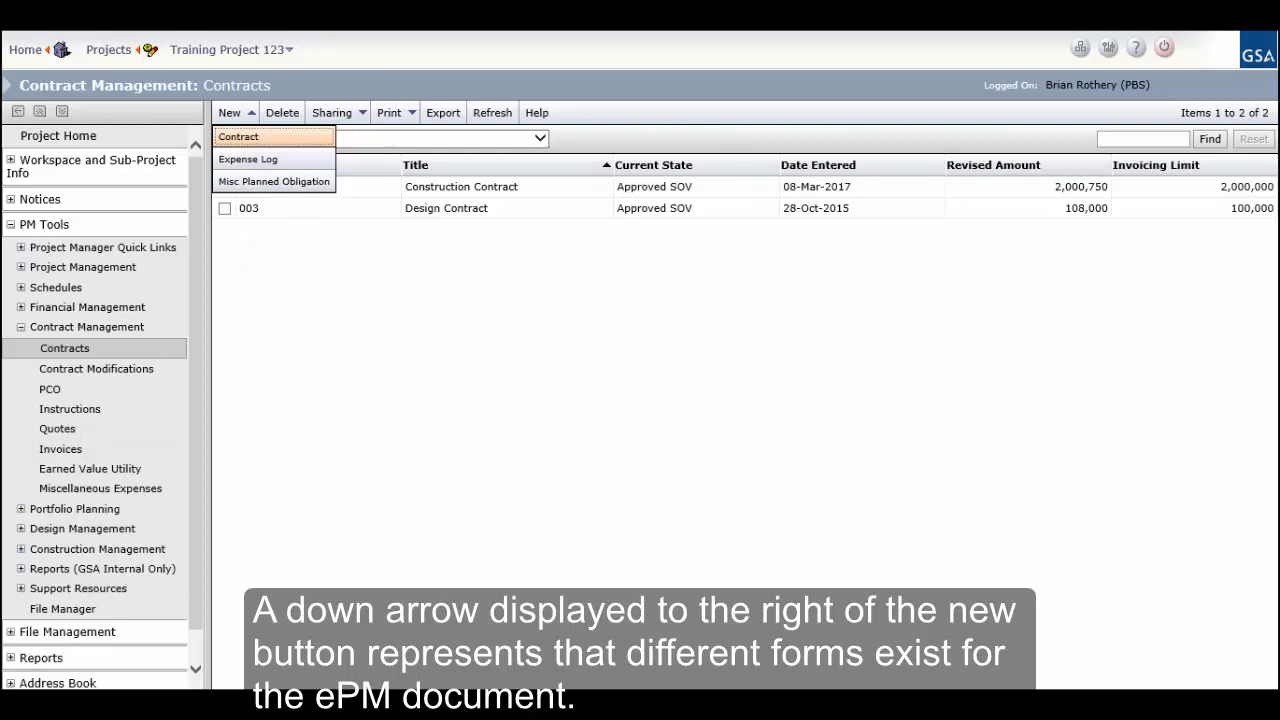 Home Projects Training Project 123
GSA
Contract Management: Contracts
Logged On: Brian Rothery (PBS)
New Delete Sharing Print Export Refresh Help
Items 1 to 2 of 2
Contract
Expense Log
Misc Planned Obligation
Find Reset
Title Current State Date Entered Revised Amount Invoicing Limit
Construction Contract Approved SOV 08-Mar-2017 2,000,750 2,000,000
003 Design Contract Approved SOV 28-Oct-2015 108,000 100,000
Project Home
Workspace and Sub-Project
Info
Notices
PM Tools
Project Manager Quick Links
Project Management
Schedules
Financial Management
Contract Management
Contracts
Contract Modifications
PCO
Instructions
Quotes
Invoices
Earned Value Utility
Miscellaneous Expenses
Portfolio Planning
Design Management
Construction Management
Reports (GSA Internal Only)
Support Resources
File Manager
File Management
Reports
Address Book
A down arrow displayed to the right of the new
button represents that different forms exist for
the ePM document.